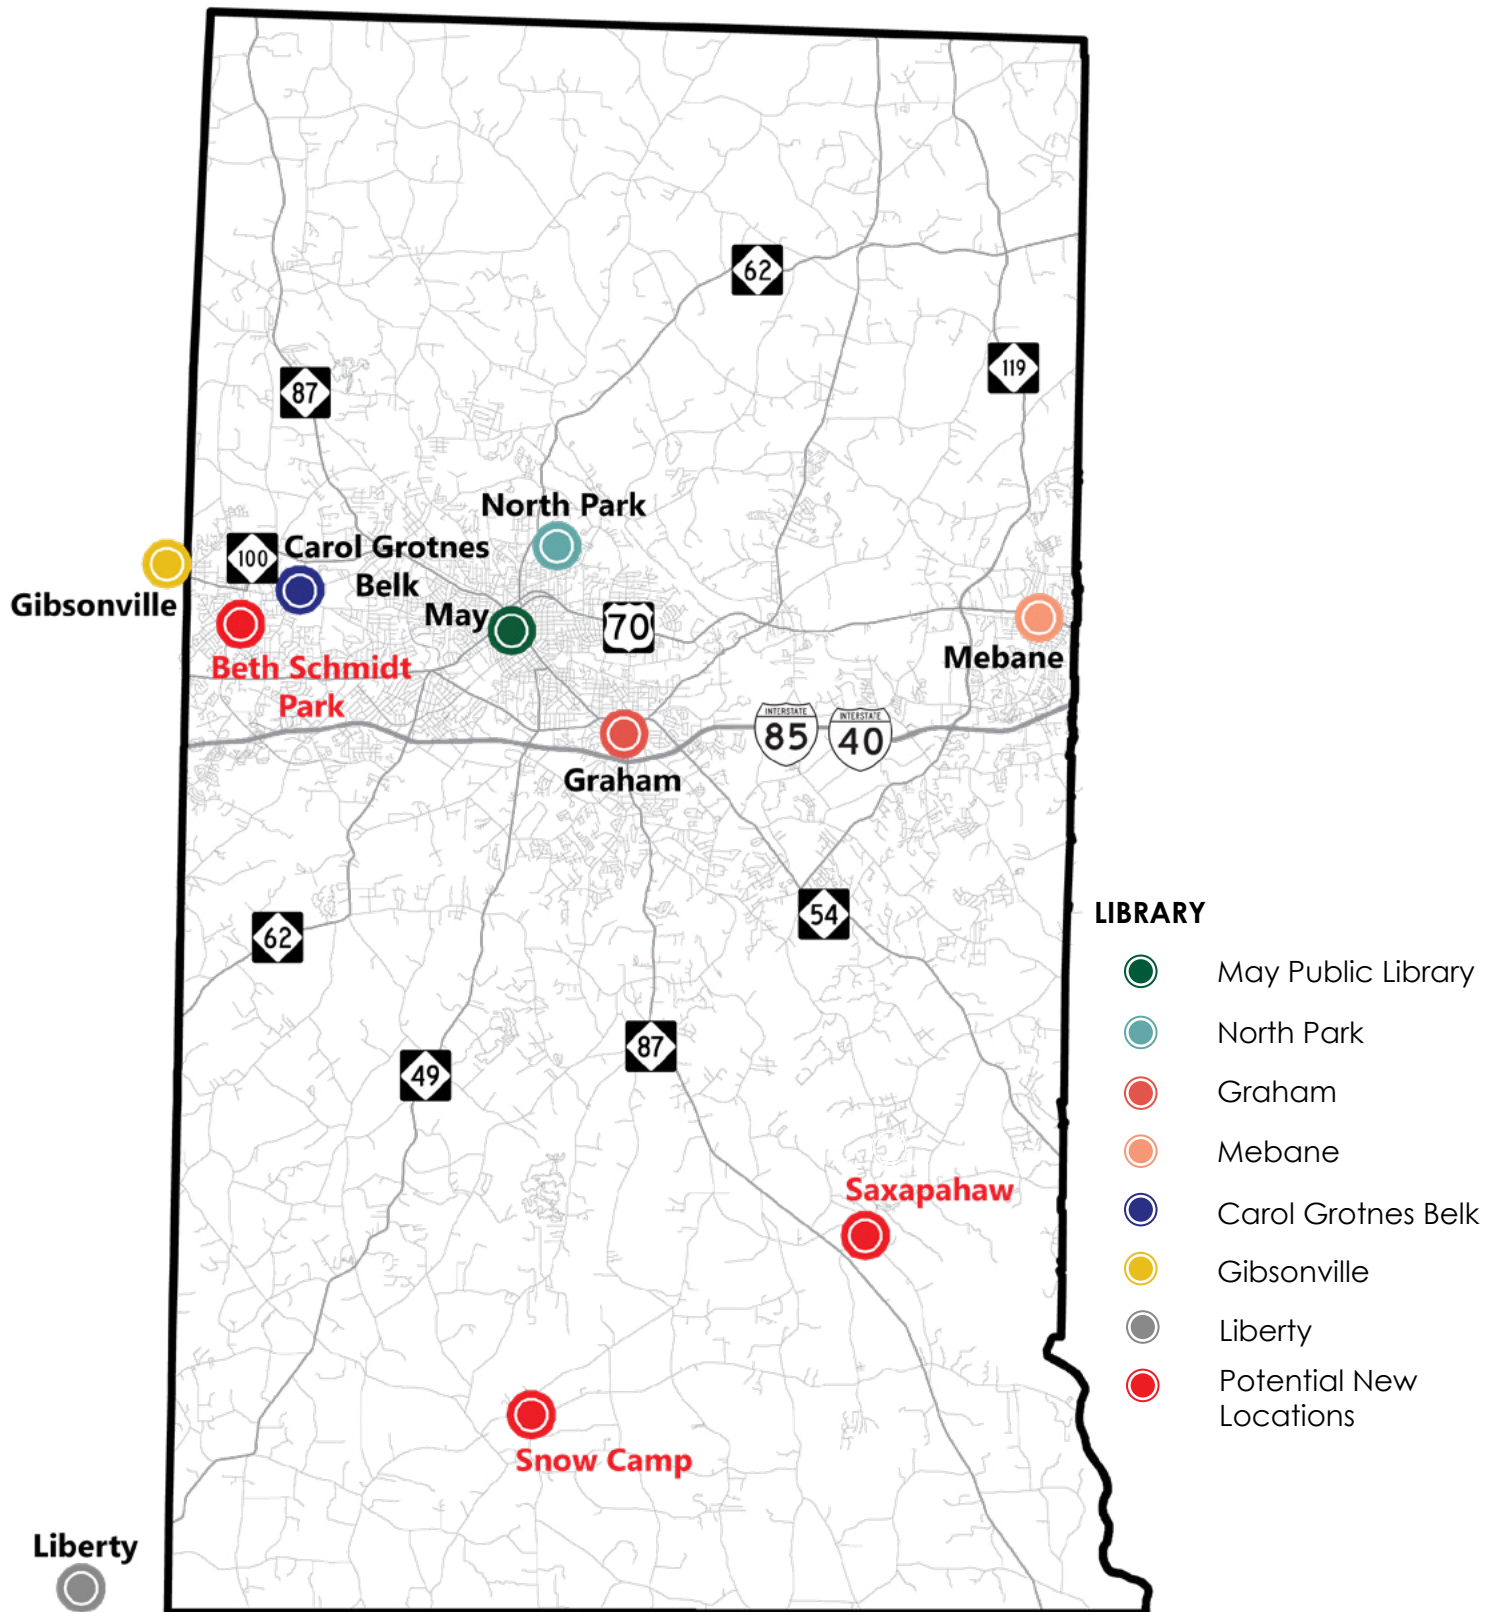 62
119
87
North Park
100
Carol Grotnes
Belk
Gibsonville
May
70
Mebane
Beth Schmidt
Park
INTERSTATE
85
INTERSTATE
40
Graham
62
54
LIBRARY
May Public Library
North Park
Graham
Mebane
Carol Grotnes Belk
Gibsonville
Liberty
Potential New
Locations
87
49
Saxapahaw
Snow Camp
Liberty